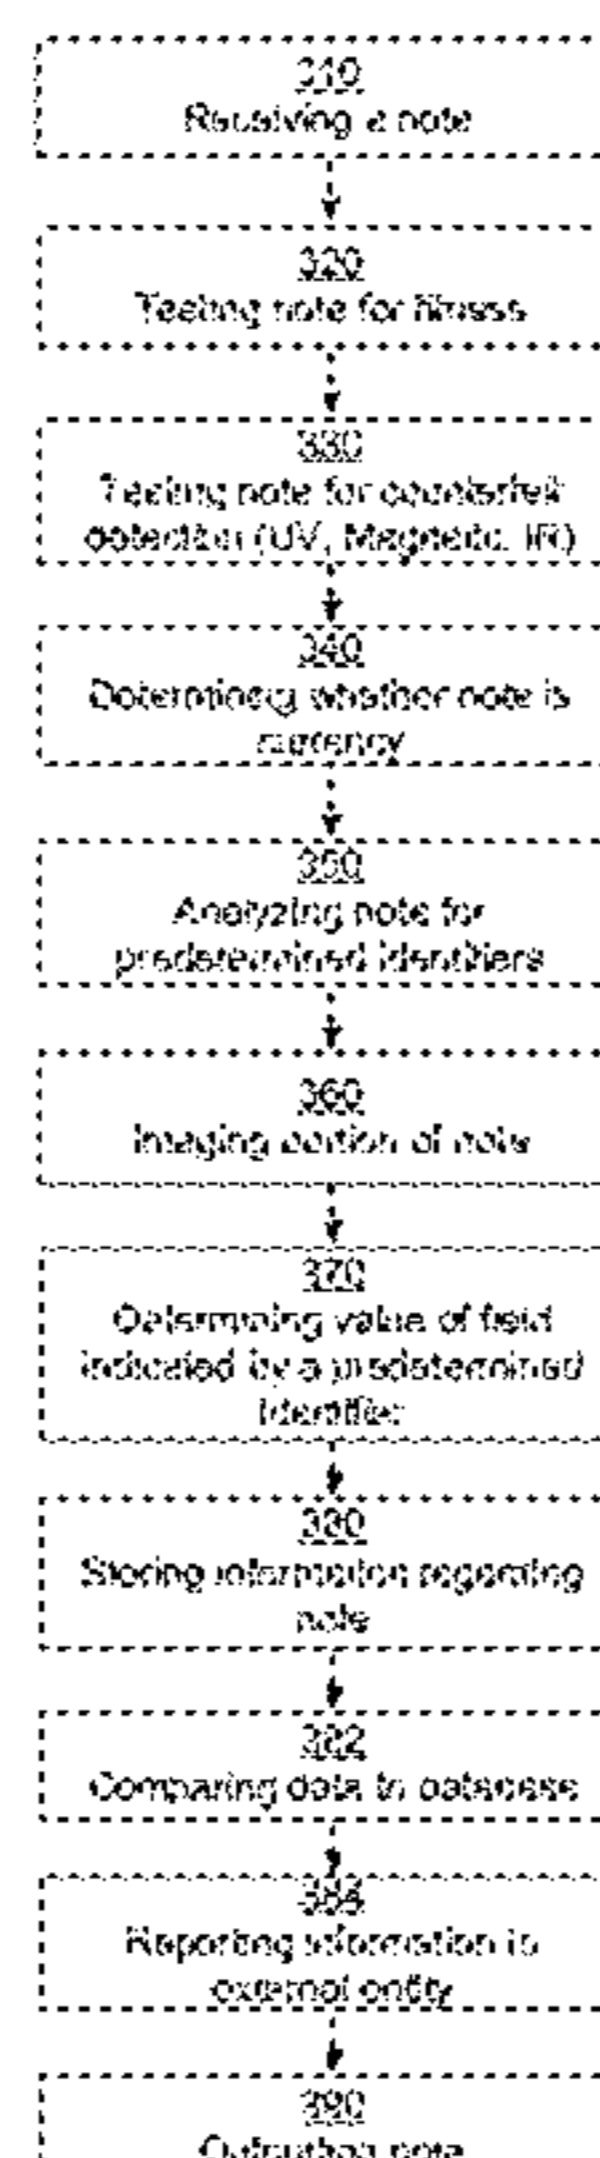 310
Receiving a note
320
Testing note for fitness
330
Testing note for counterfeit
detection (UV, Magnetic, IR)
340
Determining whether note is
currency
350
Analyzing note for
predetermined identifiers
360
Imaging portion of note
370
Determining value of field
indicated by a predetermined
identifier
380
Storing information regarding
note
382
Comparing data to database
384
Reporting information to
external entity
390
Outputting note